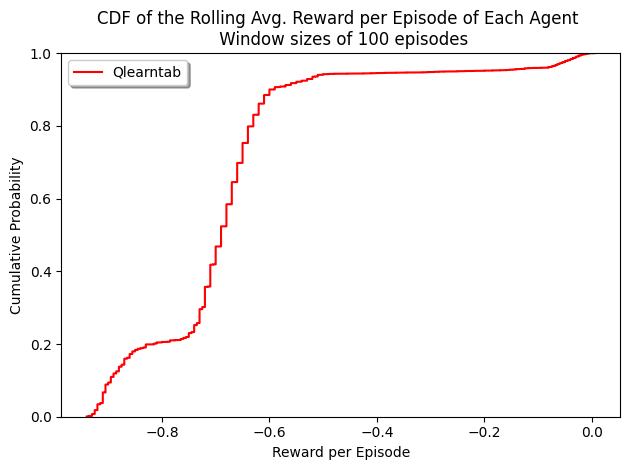 CDF of the Rolling Avg. Reward per Episode of Each Agent
Window sizes of 100 episodes
Qlearntab
Cumulative Probability
1.0
0.8
0.6
0.4
0.2
0.0
−0.8
−0.6
−0.4
−0.2
0.0
Reward per Episode